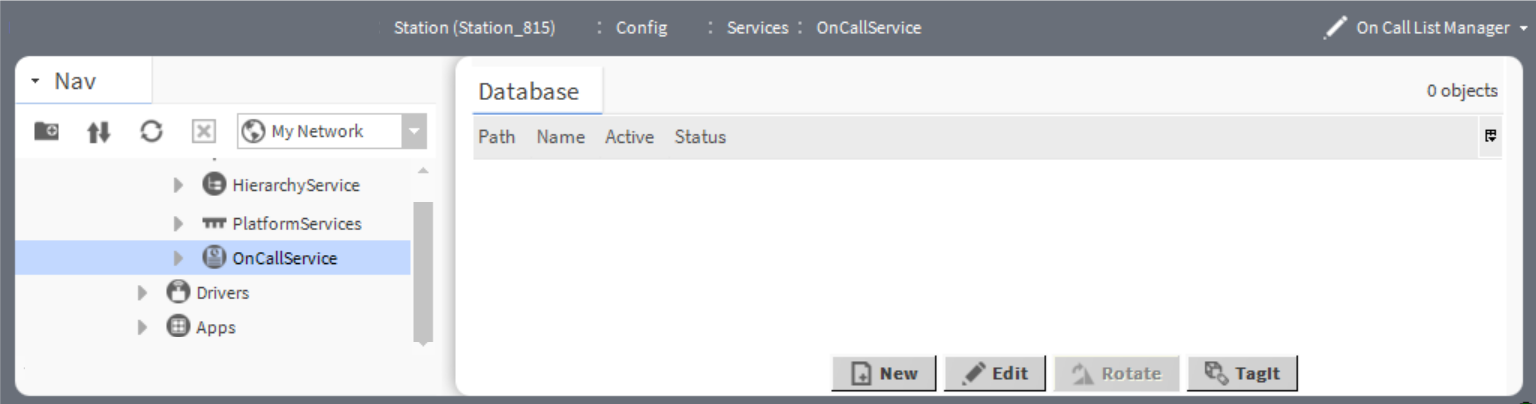 Station (Station_815) : Config : Services : OnCallService
On Call List Manager
Nav
My Network
HierarchyService
PlatformServices
OnCallService
Drivers
Apps
Database
0 objects
Path Name Active Status
New Edit Rotate TagIt